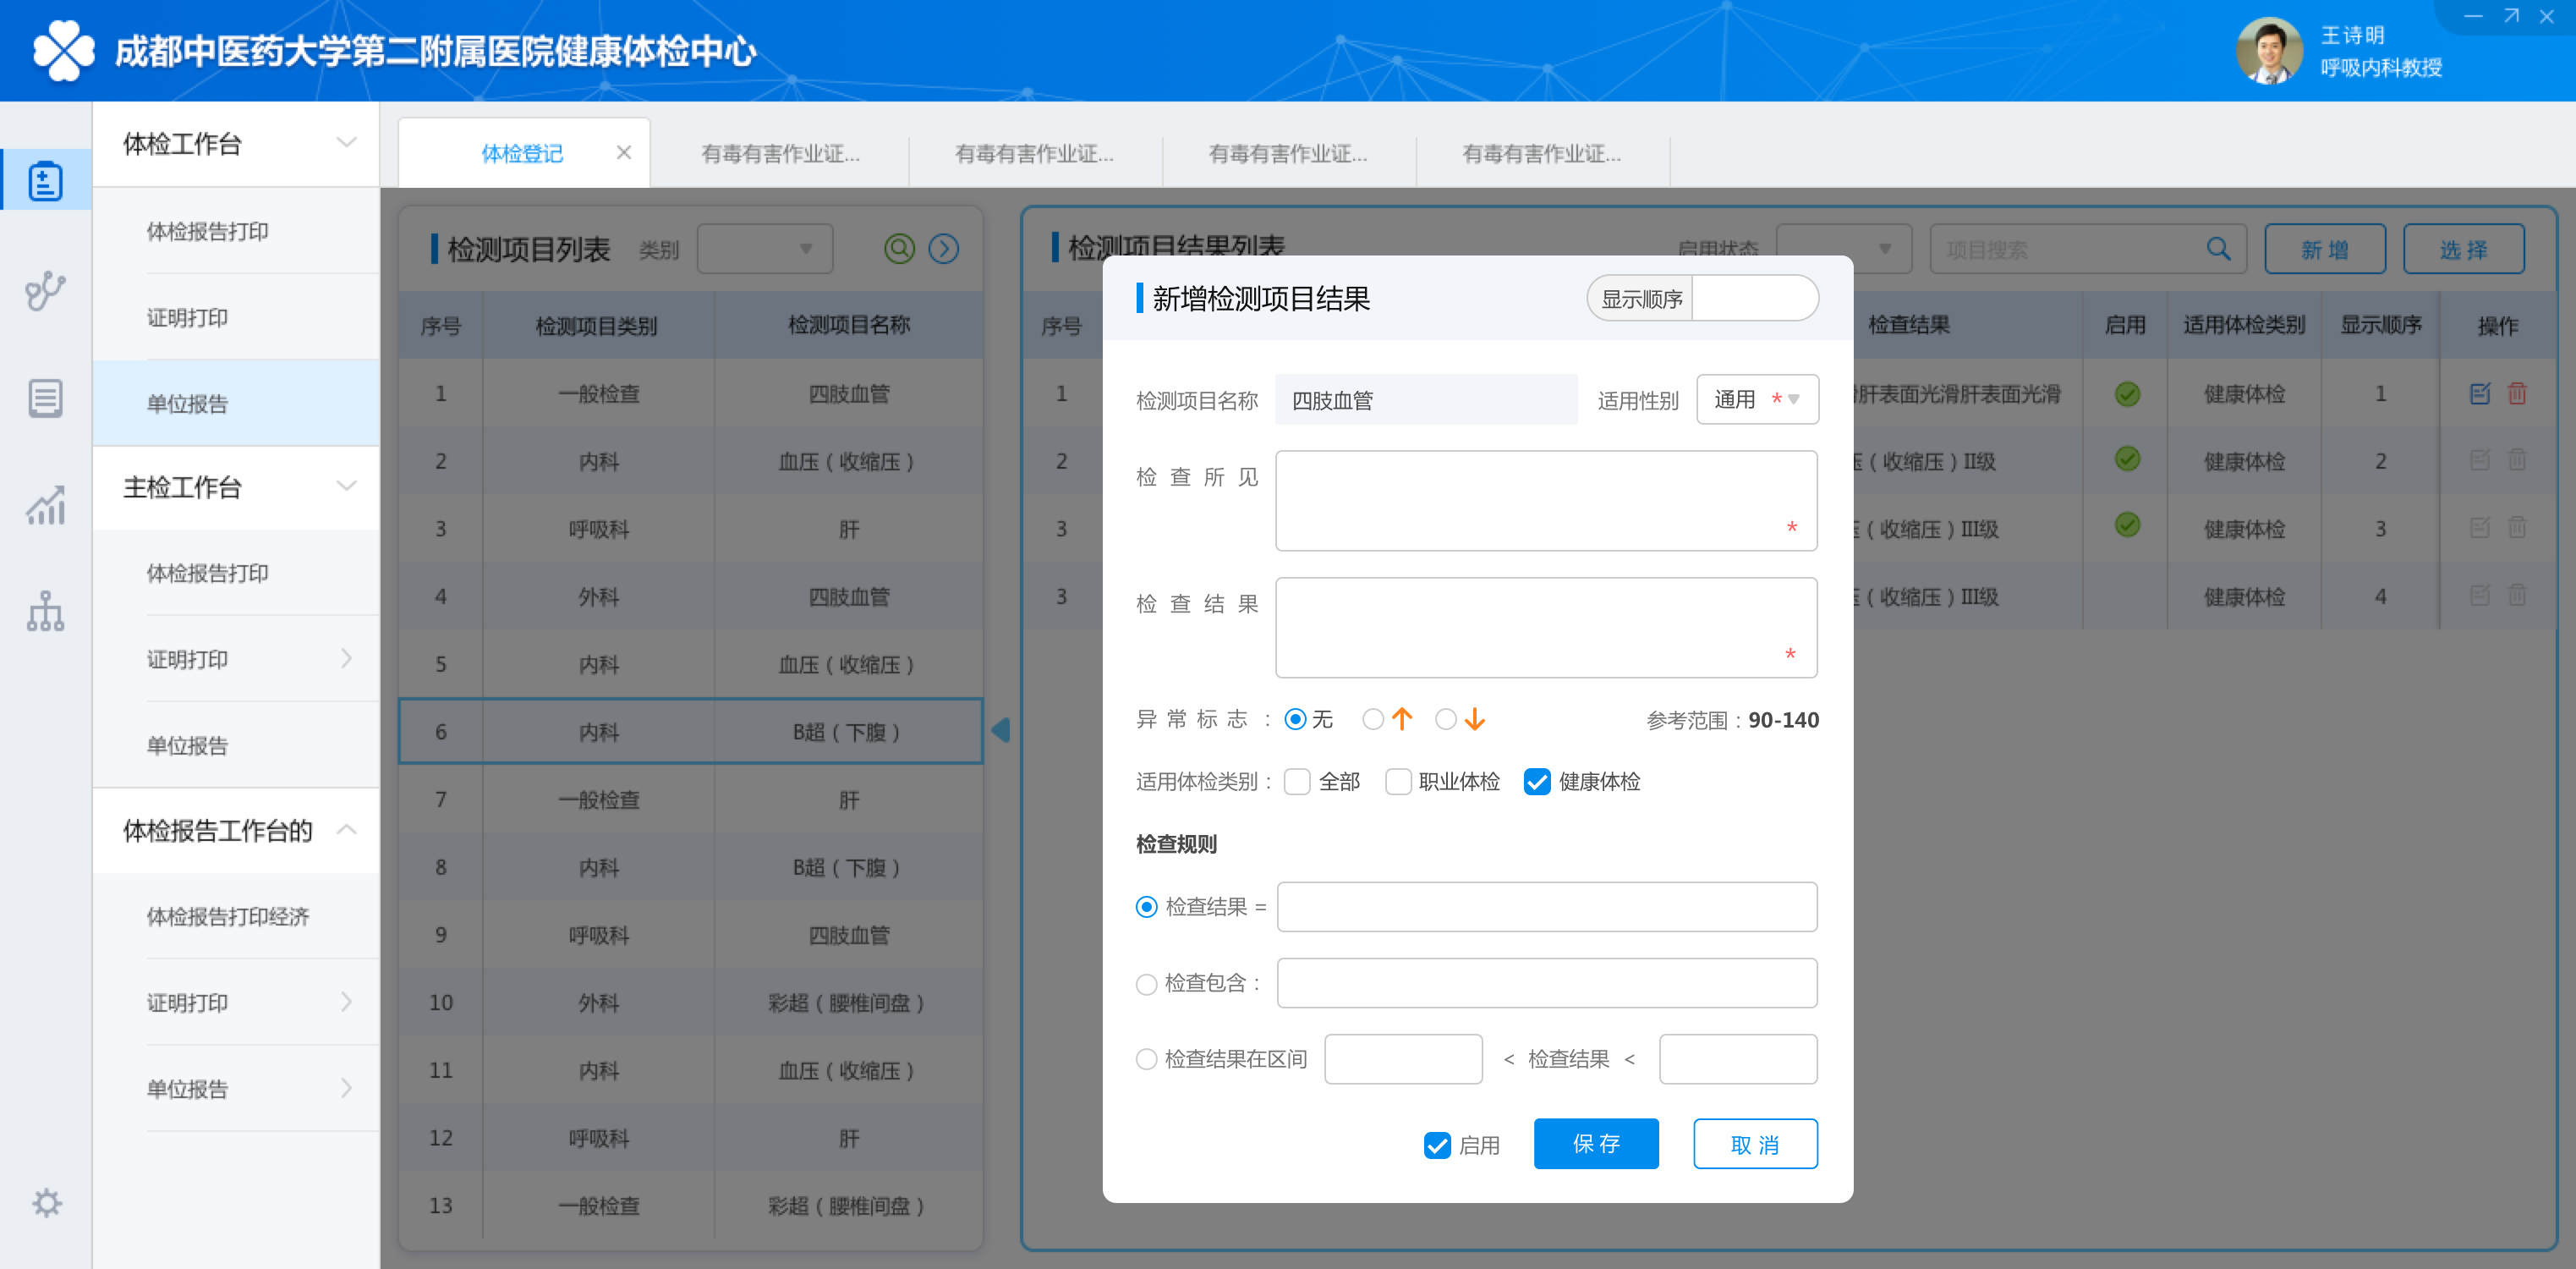 成都中医药大学第二附属医院健康体检中心
王诗明
呼吸内科教授
体检工作台
体检报告打印
证明打印
单位报告
主检工作台
体检报告打印
证明打印
单位报告
体检报告工作台的
体检报告打印经济
证明打印
单位报告
体检登记
有毒有害作业证...
有毒有害作业证...
有毒有害作业证...
有毒有害作业证...
检测项目列表 类别
序号 检测项目类别 检测项目名称
1 一般检查 四肢血管
2 内科 血压（收缩压）
3 呼吸科 肝
4 外科 四肢血管
5 内科 血压（收缩压）
6 内科 B超（下腹）
7 一般检查 肝
8 内科 B超（下腹）
9 呼吸科 四肢血管
10 外科 彩超（腰椎间盘）
11 内科 血压（收缩压）
12 呼吸科 肝
13 一般检查 彩超（腰椎间盘）
检测项目结果列表 启用状态 项目搜索 新增 选择
序号 检查结果 启用 适用体检类别 显示顺序 操作
1 肝表面光滑肝表面光滑 健康体检 1
2 （收缩压）II级 健康体检 2
3 （收缩压）III级 健康体检 3
3 （收缩压）III级 健康体检 4
新增检测项目结果 显示顺序
检测项目名称 四肢血管 适用性别 通用 *
检查所见 *
检查结果 *
异常标志： 无 ↑ ↓ 参考范围：90-140
适用体检类别： 全部 职业体检 健康体检
检查规则
检查结果 =
检查包含：
检查结果在区间 < 检查结果 <
启用 保存 取消